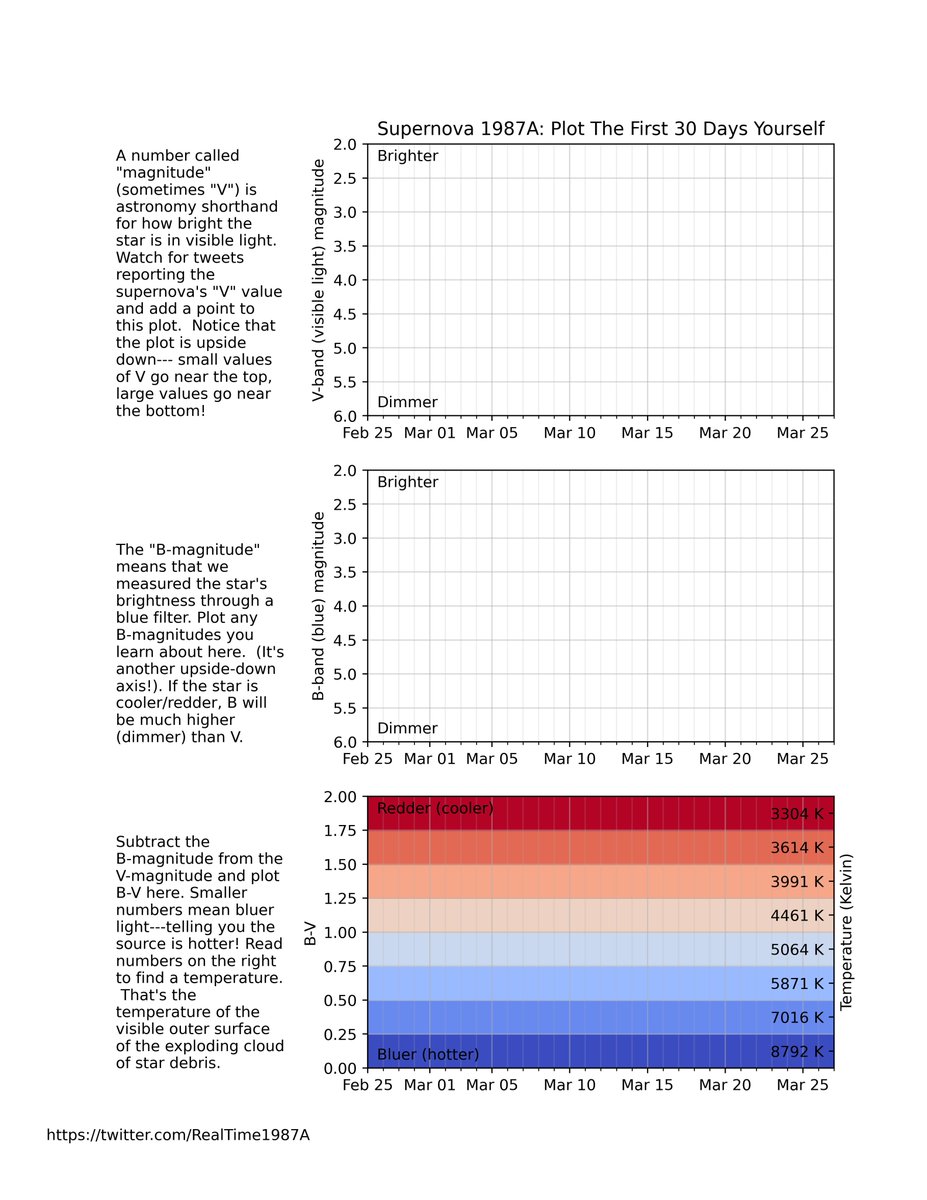 Supernova 1987A: Plot The First 30 Days Yourself
A number called
"magnitude"
(sometimes "V") is
astronomy shorthand
for how bright the
star is in visible light.
Watch for tweets
reporting the
supernova's "V" value
and add a point to
this plot.  Notice that
the plot is upside
down--- small values
of V go near the top,
large values go near
the bottom!
V-band (visible light) magnitude
2.0
2.5
3.0
3.5
4.0
4.5
5.0
5.5
6.0
Brighter
Dimmer
Feb 25 Mar 01 Mar 05 Mar 10 Mar 15 Mar 20 Mar 25
The "B-magnitude"
means that we
measured the star's
brightness through a
blue filter. Plot any
B-magnitudes you
learn about here.  (It's
another upside-down
axis!). If the star is
cooler/redder, B will
be much higher
(dimmer) than V.
B-band (blue) magnitude
2.0
2.5
3.0
3.5
4.0
4.5
5.0
5.5
6.0
Brighter
Dimmer
Feb 25 Mar 01 Mar 05 Mar 10 Mar 15 Mar 20 Mar 25
Subtract the
B-magnitude from the
V-magnitude and plot
B-V here. Smaller
numbers mean bluer
light---telling you the
source is hotter! Read
numbers on the right
to find a temperature.
That's the
temperature of the
visible outer surface
of the exploding cloud
of star debris.
B-V
2.00
1.75
1.50
1.25
1.00
0.75
0.50
0.25
0.00
Redder (cooler)
Bluer (hotter)
3304 K
3614 K
3991 K
4461 K
5064 K
5871 K
7016 K
8792 K
Temperature (Kelvin)
Feb 25 Mar 01 Mar 05 Mar 10 Mar 15 Mar 20 Mar 25
https://twitter.com/RealTime1987A